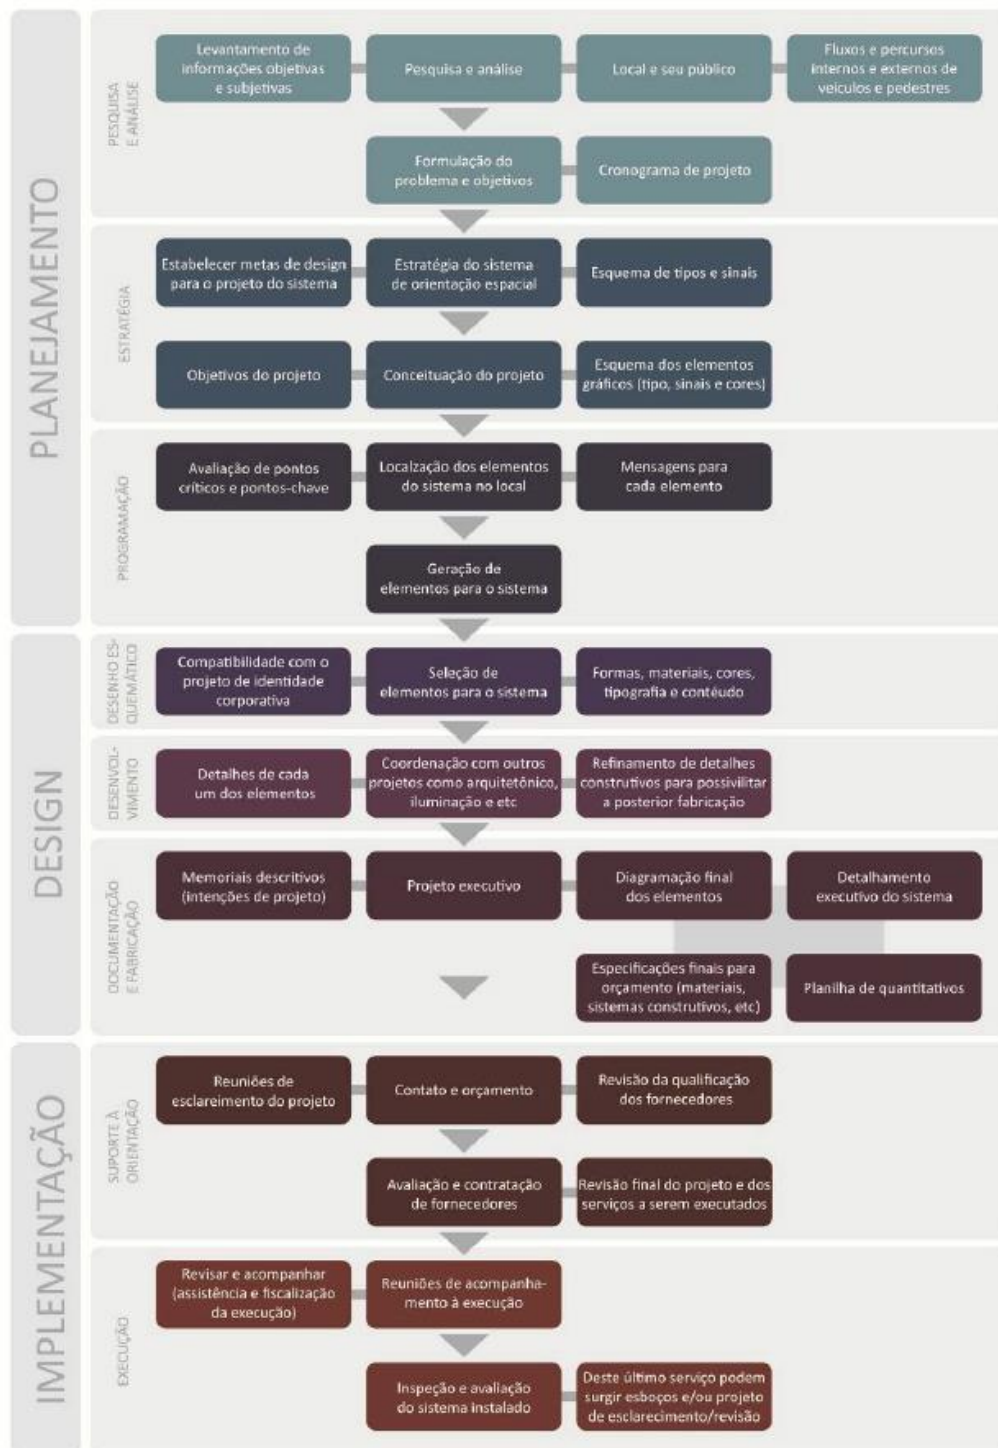 PLANEJAMENTO
PESQUISA
E ANÁLISE
Levantamento de
informações objetivas
e subjetivas
Pesquisa e análise
Local e seu público
Fluxos e percursos
internos e externos de
veículos e pedestres
Formulação do
problema e objetivos
Cronograma de projeto
ESTRATÉGIA
Estabelecer metas de design
para o projeto do sistema
Estratégia do sistema
de orientação espacial
Esquema de tipos e sinais
Objetivos do projeto
Conceituação do projeto
Esquema dos elementos
gráficos (tipo, sinais e cores)
PROGRAMAÇÃO
Avaliação de pontos
críticos e pontos-chave
Localzação dos elementos
do sistema no local
Mensagens para
cada elemento
Geração de
elementos para o sistema
DESIGN
DESENHO ES-
QUEMÁTICO
Compatibilidade com o
projeto de identidade
corporativa
Seleção de
elementos para o sistema
Formas, materiais, cores,
tipografia e contéudo
DESENVOL-
VIMENTO
Detalhes de cada
um dos elementos
Coordenação com outros
projetos como arquitetônico,
iluminação e etc
Refinamento de detalhes
construtivos para possivilitar
a posterior fabricação
DOCUMENTAÇÃO
E FABRICAÇÃO
Memoriais descritivos
(intenções de projeto)
Projeto executivo
Diagramação final
dos elementos
Detalhamento
executivo do sistema
Especificações finais para
orçamento (materiais,
sistemas construtivos, etc)
Planilha de quantitativos
IMPLEMENTAÇÃO
SUPORTE À
ORIENTAÇÃO
Reuniões de
esclareimento do projeto
Contato e orçamento
Revisão da qualificação
dos fornecedores
Avaliação e contratação
de fornecedores
Revisão final do projeto e dos
serviços a serem executados
EXECUÇÃO
Revisar e acompanhar
(assistência e fiscalização
da execução)
Reuniões de acompanha-
mento à execução
Inspeção e avaliação
do sistema instalado
Deste último serviço podem
surgir esboços e/ou projeto
de esclarecimento/revisão